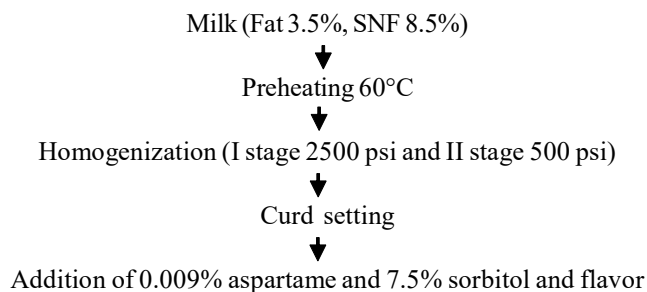 Milk (Fat 3.5%, SNF 8.5%)
Preheating 60°C
Homogenization (I stage 2500 psi and II stage 500 psi)
Curd setting
Addition of 0.009% aspartame and 7.5% sorbitol and flavor